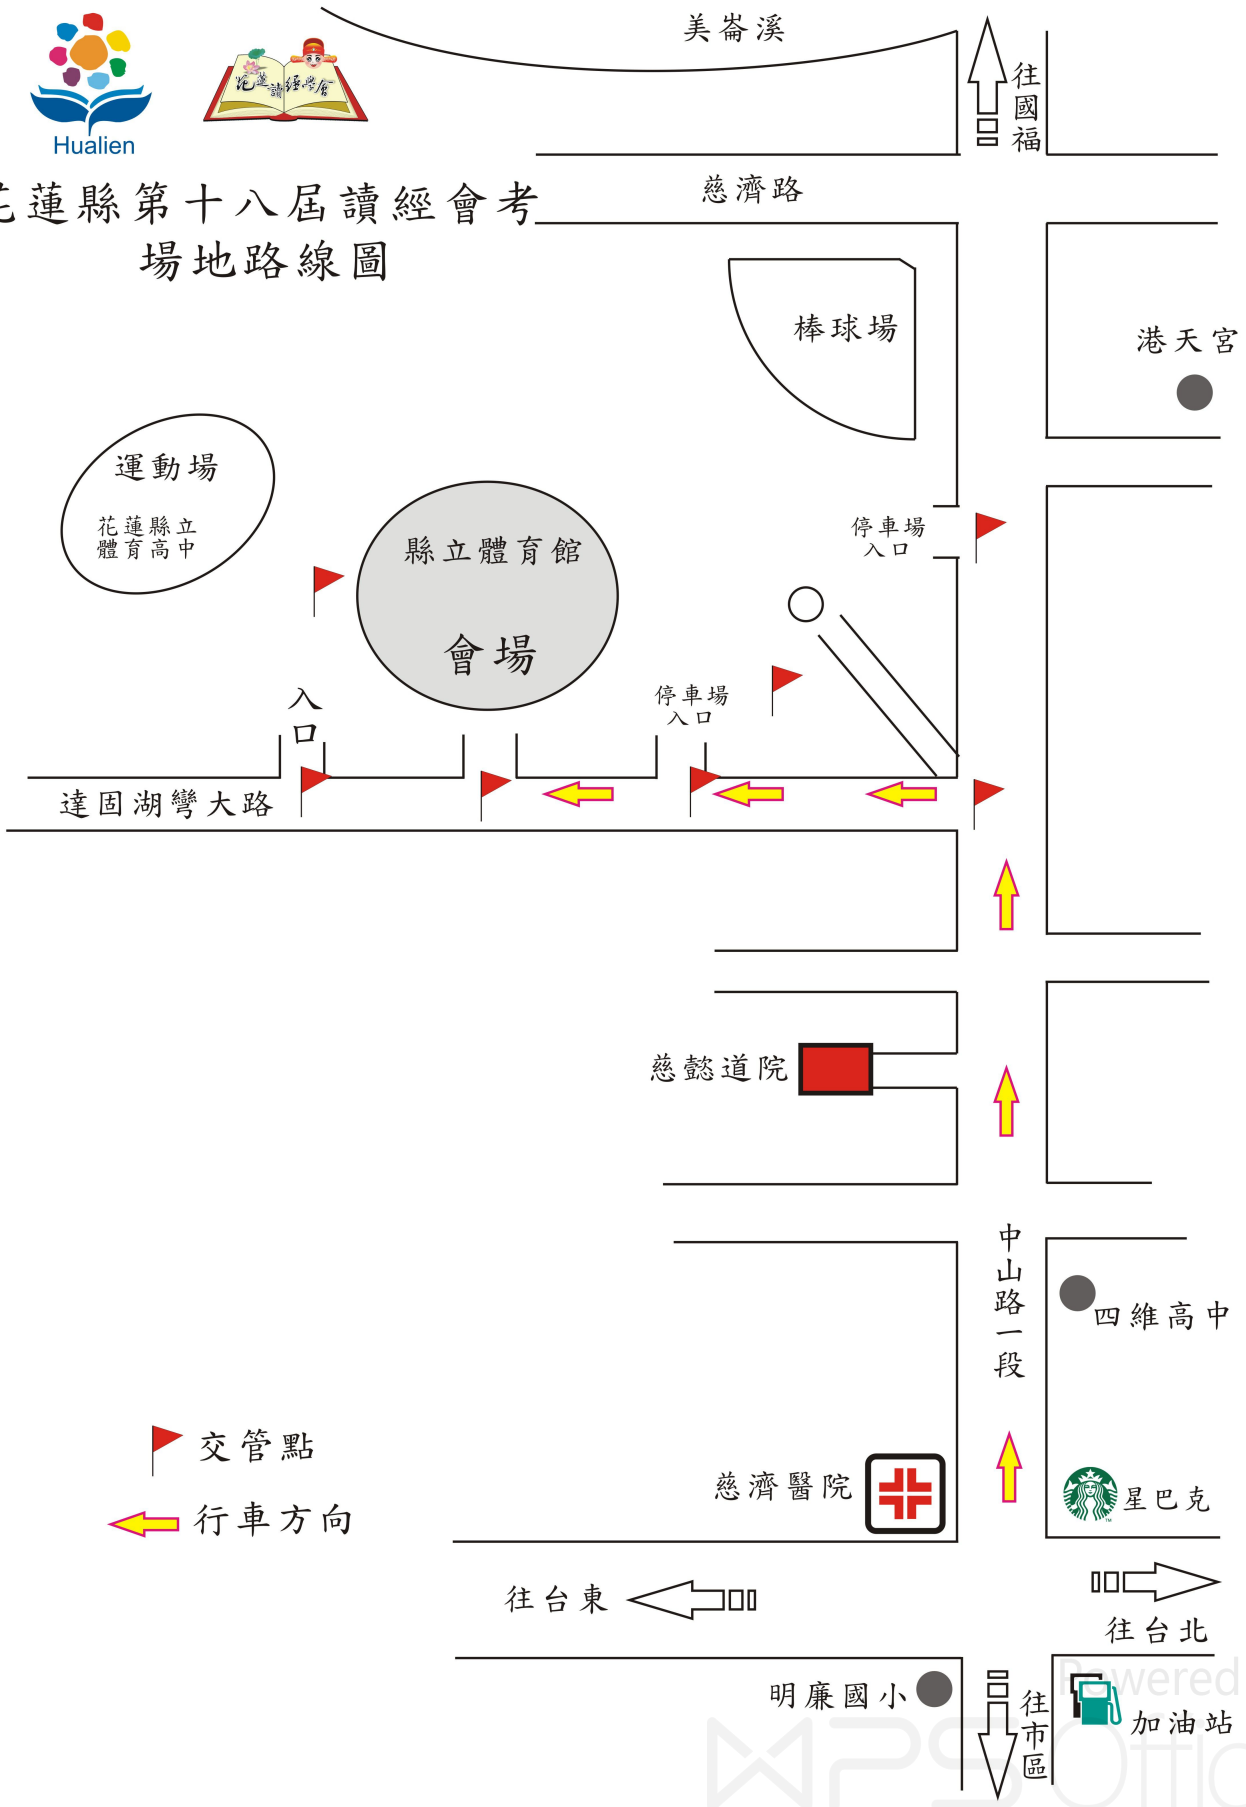 美崙溪
往國福
Hualien
花蓮讀經學會
慈濟路
花蓮縣第十八屆讀經會考
場地路線圖
棒球場
港天宮
運動場
花蓮縣立
體育高中
停車場
入口
縣立體育館
會場
停車場
入口
入口
達固湖彎大路
慈懿道院
中山路一段
四維高中
交管點
慈濟醫院
星巴克
行車方向
往台東
往台北
明廉國小
往市區
加油站
Powered
WPS Offic